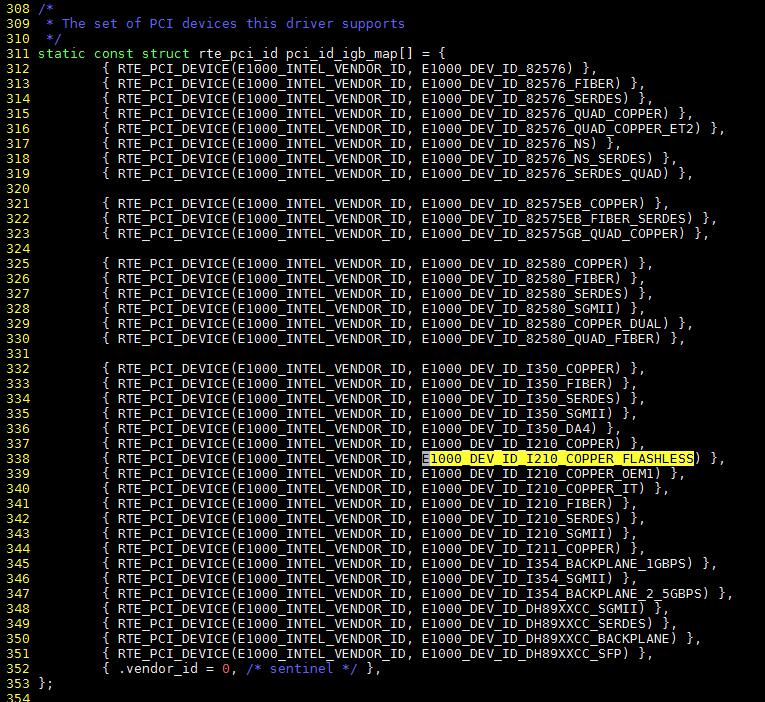 308 /*
309  * The set of PCI devices this driver supports
310  */
311 static const struct rte_pci_id pci_id_igb_map[] = {
312         { RTE_PCI_DEVICE(E1000_INTEL_VENDOR_ID, E1000_DEV_ID_82576) },
313         { RTE_PCI_DEVICE(E1000_INTEL_VENDOR_ID, E1000_DEV_ID_82576_FIBER) },
314         { RTE_PCI_DEVICE(E1000_INTEL_VENDOR_ID, E1000_DEV_ID_82576_SERDES) },
315         { RTE_PCI_DEVICE(E1000_INTEL_VENDOR_ID, E1000_DEV_ID_82576_QUAD_COPPER) },
316         { RTE_PCI_DEVICE(E1000_INTEL_VENDOR_ID, E1000_DEV_ID_82576_QUAD_COPPER_ET2) },
317         { RTE_PCI_DEVICE(E1000_INTEL_VENDOR_ID, E1000_DEV_ID_82576_NS) },
318         { RTE_PCI_DEVICE(E1000_INTEL_VENDOR_ID, E1000_DEV_ID_82576_NS_SERDES) },
319         { RTE_PCI_DEVICE(E1000_INTEL_VENDOR_ID, E1000_DEV_ID_82576_SERDES_QUAD) },
320
321         { RTE_PCI_DEVICE(E1000_INTEL_VENDOR_ID, E1000_DEV_ID_82575EB_COPPER) },
322         { RTE_PCI_DEVICE(E1000_INTEL_VENDOR_ID, E1000_DEV_ID_82575EB_FIBER_SERDES) },
323         { RTE_PCI_DEVICE(E1000_INTEL_VENDOR_ID, E1000_DEV_ID_82575GB_QUAD_COPPER) },
324
325         { RTE_PCI_DEVICE(E1000_INTEL_VENDOR_ID, E1000_DEV_ID_82580_COPPER) },
326         { RTE_PCI_DEVICE(E1000_INTEL_VENDOR_ID, E1000_DEV_ID_82580_FIBER) },
327         { RTE_PCI_DEVICE(E1000_INTEL_VENDOR_ID, E1000_DEV_ID_82580_SERDES) },
328         { RTE_PCI_DEVICE(E1000_INTEL_VENDOR_ID, E1000_DEV_ID_82580_SGMII) },
329         { RTE_PCI_DEVICE(E1000_INTEL_VENDOR_ID, E1000_DEV_ID_82580_COPPER_DUAL) },
330         { RTE_PCI_DEVICE(E1000_INTEL_VENDOR_ID, E1000_DEV_ID_82580_QUAD_FIBER) },
331
332         { RTE_PCI_DEVICE(E1000_INTEL_VENDOR_ID, E1000_DEV_ID_I350_COPPER) },
333         { RTE_PCI_DEVICE(E1000_INTEL_VENDOR_ID, E1000_DEV_ID_I350_FIBER) },
334         { RTE_PCI_DEVICE(E1000_INTEL_VENDOR_ID, E1000_DEV_ID_I350_SERDES) },
335         { RTE_PCI_DEVICE(E1000_INTEL_VENDOR_ID, E1000_DEV_ID_I350_SGMII) },
336         { RTE_PCI_DEVICE(E1000_INTEL_VENDOR_ID, E1000_DEV_ID_I350_DA4) },
337         { RTE_PCI_DEVICE(E1000_INTEL_VENDOR_ID, E1000_DEV_ID_I210_COPPER) },
338         { RTE_PCI_DEVICE(E1000_INTEL_VENDOR_ID, E1000_DEV_ID_I210_COPPER_FLASHLESS) },
339         { RTE_PCI_DEVICE(E1000_INTEL_VENDOR_ID, E1000_DEV_ID_I210_COPPER_OEM1) },
340         { RTE_PCI_DEVICE(E1000_INTEL_VENDOR_ID, E1000_DEV_ID_I210_COPPER_IT) },
341         { RTE_PCI_DEVICE(E1000_INTEL_VENDOR_ID, E1000_DEV_ID_I210_FIBER) },
342         { RTE_PCI_DEVICE(E1000_INTEL_VENDOR_ID, E1000_DEV_ID_I210_SERDES) },
343         { RTE_PCI_DEVICE(E1000_INTEL_VENDOR_ID, E1000_DEV_ID_I210_SGMII) },
344         { RTE_PCI_DEVICE(E1000_INTEL_VENDOR_ID, E1000_DEV_ID_I211_COPPER) },
345         { RTE_PCI_DEVICE(E1000_INTEL_VENDOR_ID, E1000_DEV_ID_I354_BACKPLANE_1GBPS) },
346         { RTE_PCI_DEVICE(E1000_INTEL_VENDOR_ID, E1000_DEV_ID_I354_SGMII) },
347         { RTE_PCI_DEVICE(E1000_INTEL_VENDOR_ID, E1000_DEV_ID_I354_BACKPLANE_2_5GBPS) },
348         { RTE_PCI_DEVICE(E1000_INTEL_VENDOR_ID, E1000_DEV_ID_DH89XXCC_SGMII) },
349         { RTE_PCI_DEVICE(E1000_INTEL_VENDOR_ID, E1000_DEV_ID_DH89XXCC_SERDES) },
350         { RTE_PCI_DEVICE(E1000_INTEL_VENDOR_ID, E1000_DEV_ID_DH89XXCC_BACKPLANE) },
351         { RTE_PCI_DEVICE(E1000_INTEL_VENDOR_ID, E1000_DEV_ID_DH89XXCC_SFP) },
352         { .vendor_id = 0, /* sentinel */ },
353 };
354